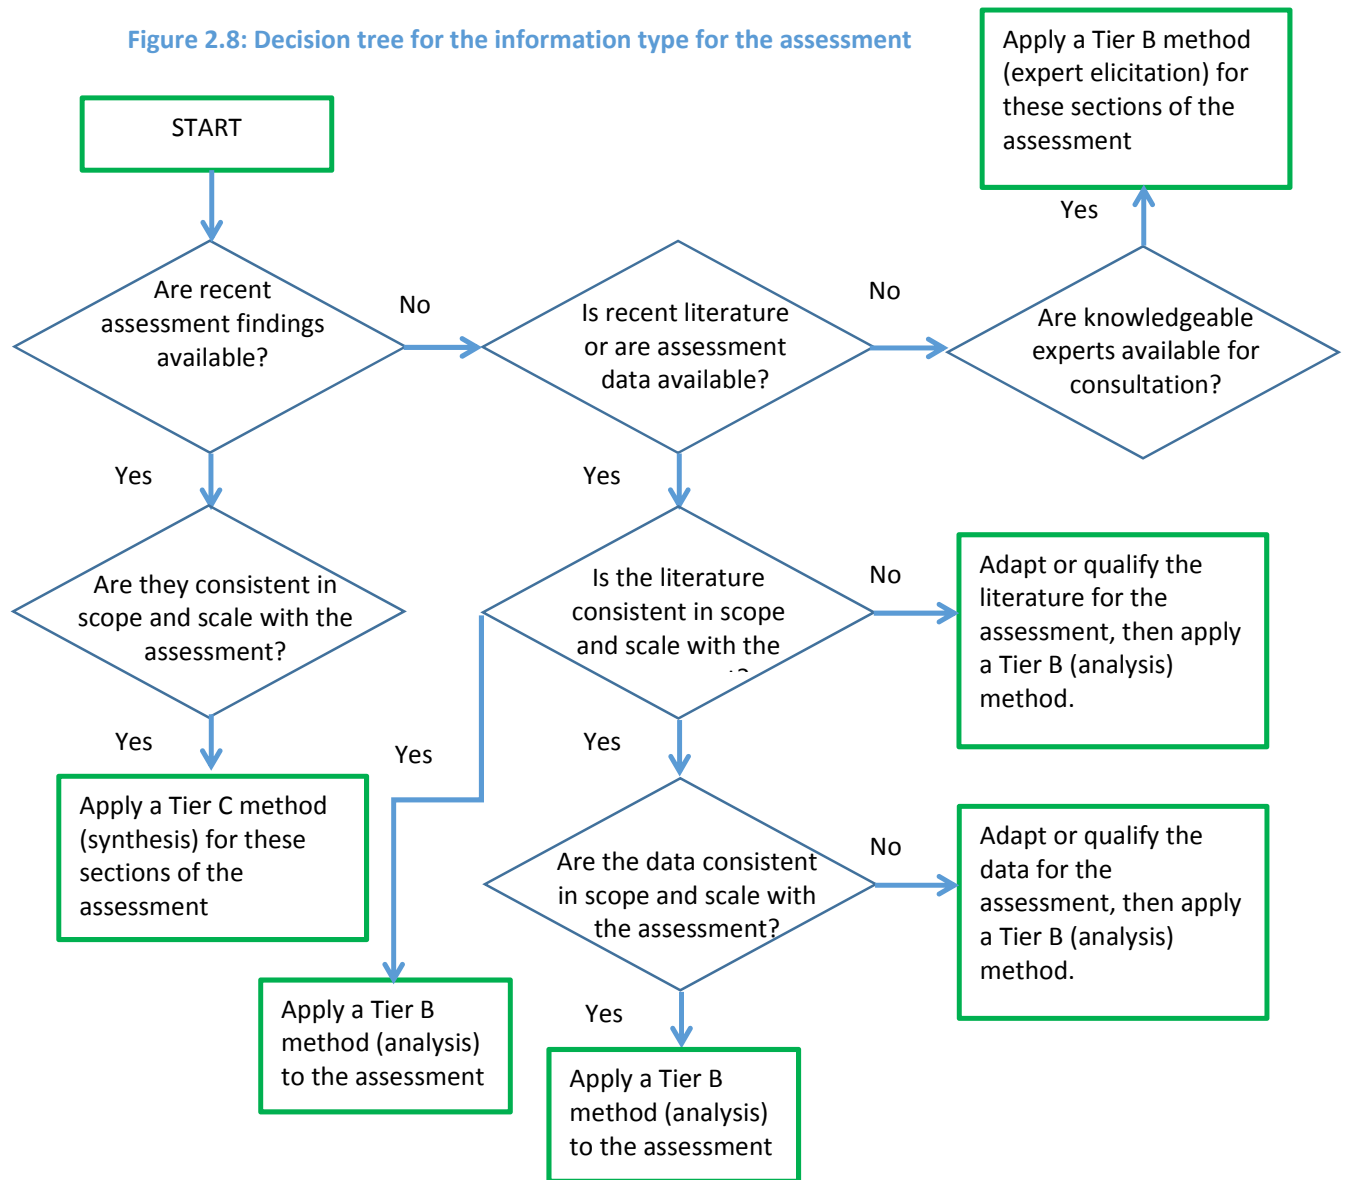 Figure 2.8: Decision tree for the information type for the assessment
START
Apply a Tier B method
(expert elicitation) for
these sections of the
assessment
Yes
Are recent
assessment findings
available?
No
Is recent literature
or are assessment
data available?
No
Are knowledgeable
experts available for
consultation?
Yes
Yes
Are they consistent in
scope and scale with the
assessment?
Is the literature
consistent in scope
and scale with the
No
Adapt or qualify the
literature for the
assessment, then apply
a Tier B (analysis)
method.
Yes
Yes
Yes
Apply a Tier C method
(synthesis) for these
sections of the
assessment
Are the data consistent
in scope and scale with
the assessment?
No
Adapt or qualify the
data for the
assessment, then apply
a Tier B (analysis)
method.
Apply a Tier B
method (analysis)
to the assessment
Yes
Apply a Tier B
method (analysis)
to the assessment